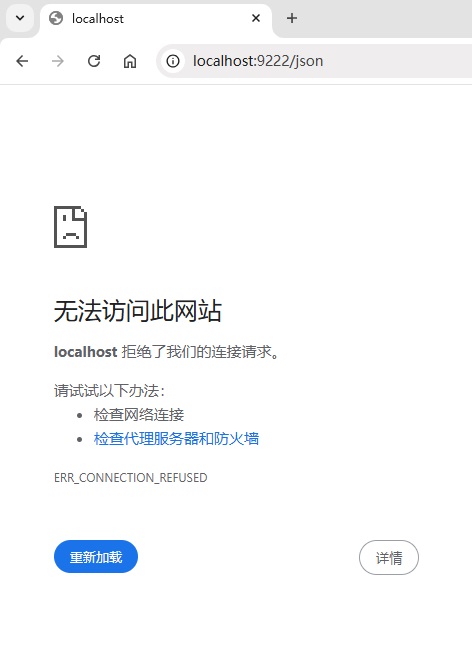 localhost
localhost:9222/json
无法访问此网站
localhost 拒绝了我们的连接请求。
请试试以下办法：
检查网络连接
检查代理服务器和防火墙
ERR_CONNECTION_REFUSED
重新加载
详情